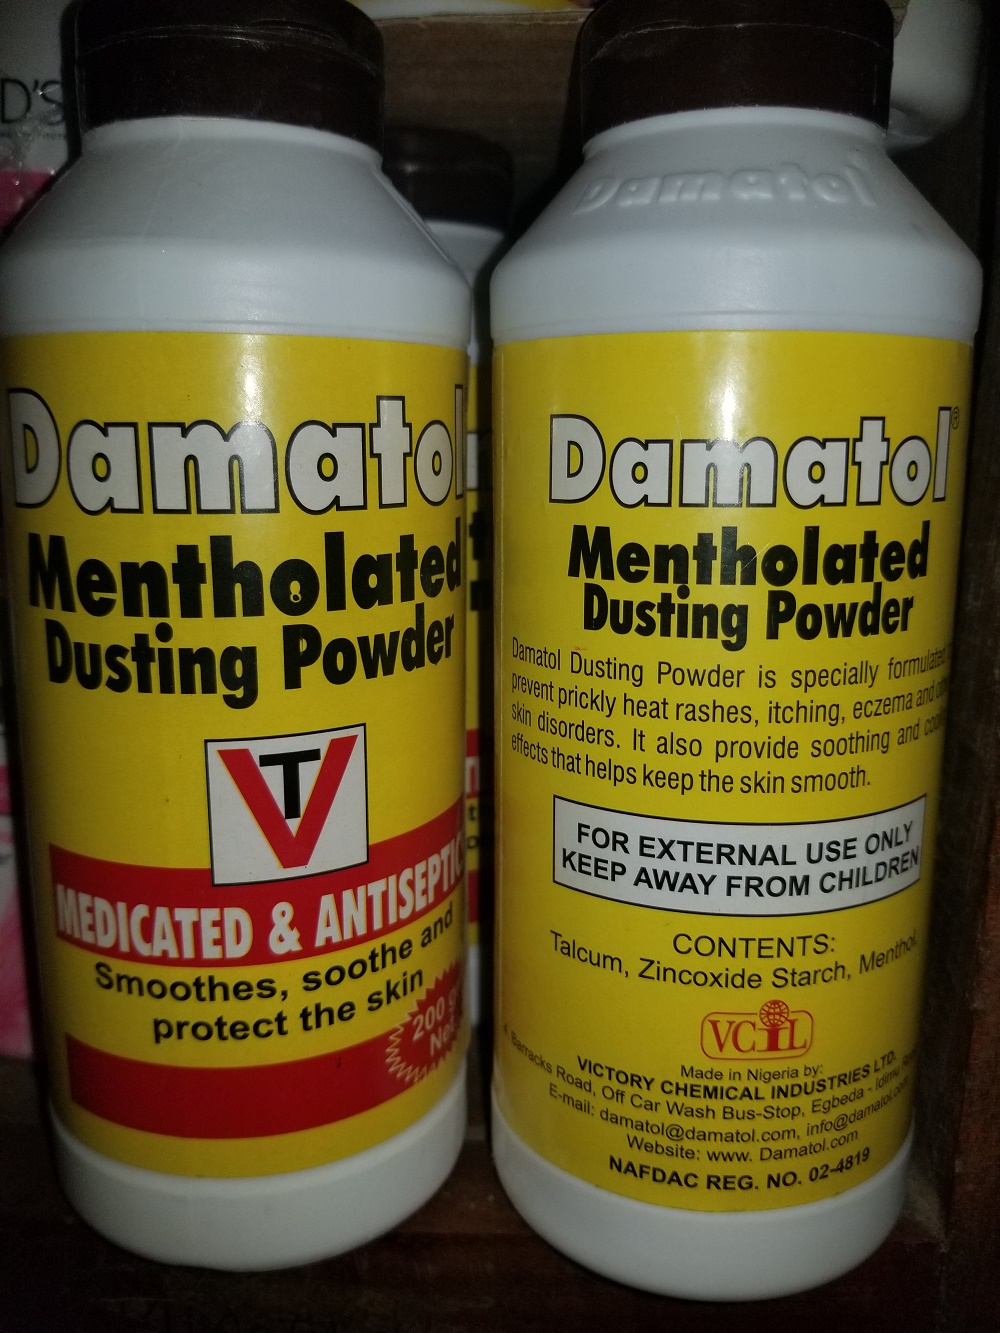 D'S
Damatol
Mentholated
Dusting Powder
VT
MEDICATED & ANTISEPTIC
Smoothes, soothe and
protect the skin
200
Damatol
Damatol®
Mentholated
Dusting Powder
Damatol Dusting Powder is specially formulated
prevent prickly heat rashes, itching, eczema and
skin disorders. It also provide soothing and
effects that helps keep the skin smooth.
FOR EXTERNAL USE ONLY
KEEP AWAY FROM CHILDREN
CONTENTS:
Talcum, Zincoxide Starch, Menthol.
VCIL
Made in Nigeria by:
VICTORY CHEMICAL INDUSTRIES LTD.
Barracks Road, Off Car Wash Bus-Stop, Egbeda - Idimu
E-mail: damatol@damatol.com, info@damatol.com
Website: www. Damatol.com
NAFDAC REG. NO. 02-4819